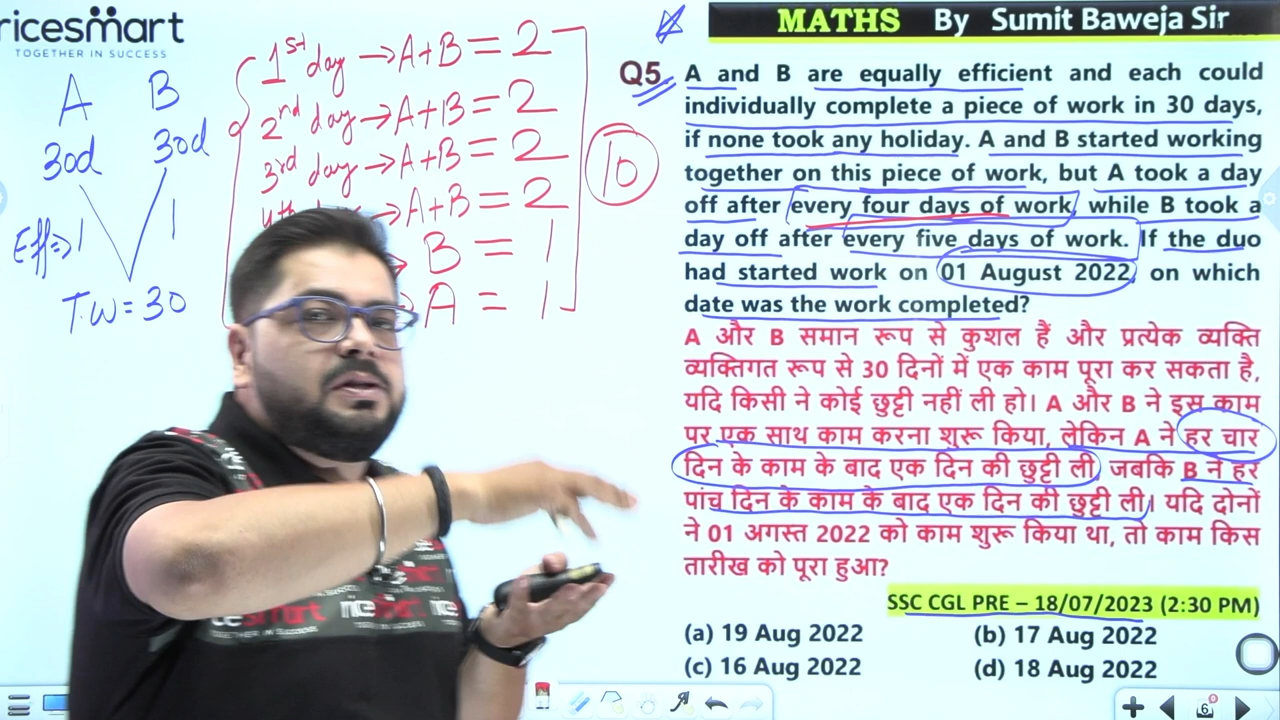 ricesmart
TOGETHER IN SUCCESS
MATHS By Sumit Baweja Sir
A B
30d 30d
Eff⇒ 1 1
TW = 30
1st day → A+B = 2
2nd day → A+B = 2
3rd day → A+B = 2
→ A+B = 2
→ B = 1
→ A = 1
10
Q5. A and B are equally efficient and each could
individually complete a piece of work in 30 days,
if none took any holiday. A and B started working
together on this piece of work, but A took a day
off after every four days of work, while B took a
day off after every five days of work. If the duo
had started work on 01 August 2022, on which
date was the work completed?
A और B समान रूप से कुशल हैं और प्रत्येक व्यक्ति
व्यक्तिगत रूप से 30 दिनों में एक काम पूरा कर सकता है,
यदि किसी ने कोई छुट्टी नहीं ली हो। A और B ने इस काम
पर एक साथ काम करना शुरू किया, लेकिन A ने हर चार
दिन के काम के बाद एक दिन की छुट्टी ली, जबकि B ने हर
पांच दिन के काम के बाद एक दिन की छुट्टी ली। यदि दोनों
ने 01 अगस्त 2022 को काम शुरू किया था, तो काम किस
तारीख को पूरा हुआ?
SSC CGL PRE – 18/07/2023 (2:30 PM)
(a) 19 Aug 2022 (b) 17 Aug 2022
(c) 16 Aug 2022 (d) 18 Aug 2022
6